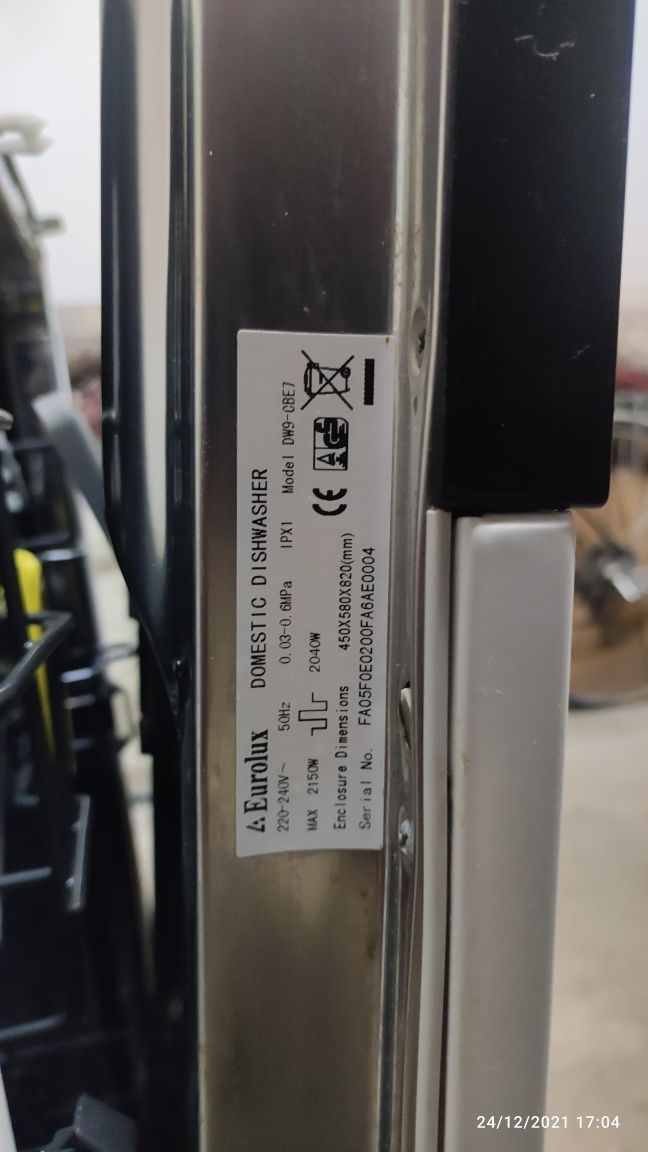 Eurolux DOMESTIC DISHWASHER
220-240V~ 50Hz 0.03-0.6MPa IPX1 Model DW9-CBE7
MAX 2150W 2040W
Enclosure Dimensions 450X580X820(mm)
CE
Serial No. FA05F0E0200FA6AE0004
24/12/2021 17:04